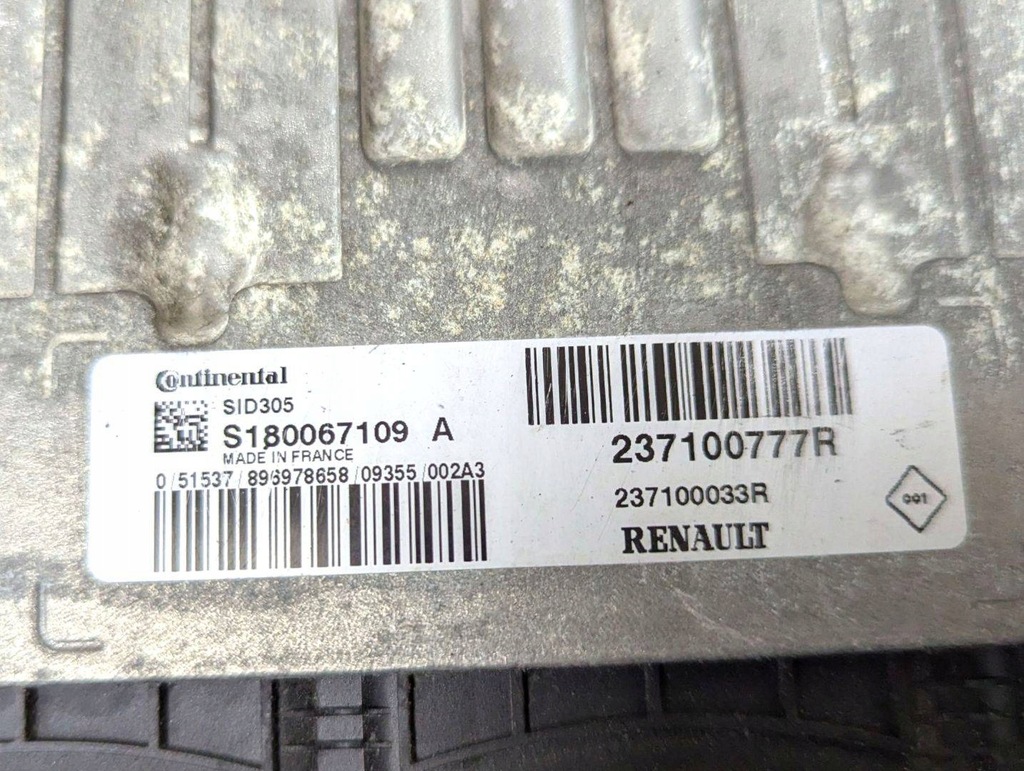 Continental
SID305
S180067109 A
MADE IN FRANCE
0/51537/896978658/09355/002A3
237100777R
237100033R
RENAULT
001